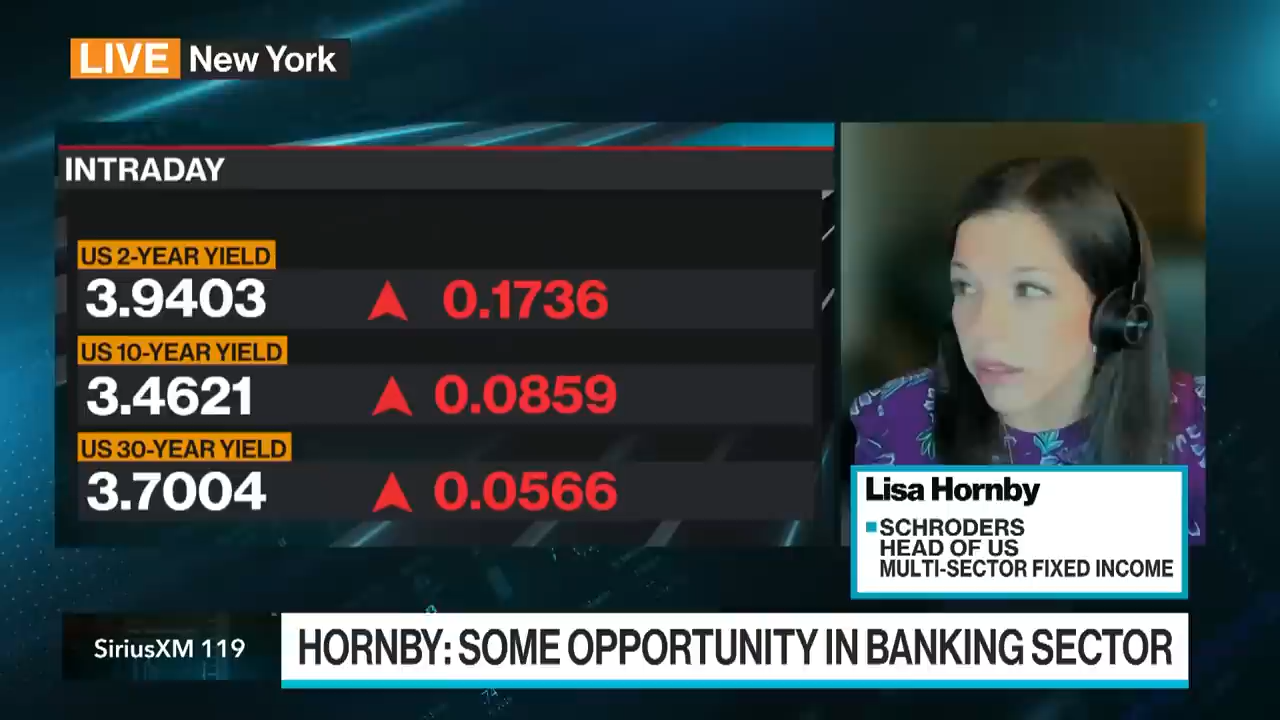 LIVE New York
INTRADAY
US 2-YEAR YIELD
3.9403 0.1736
US 10-YEAR YIELD
3.4621 0.0859
US 30-YEAR YIELD
3.7004 0.0566
Lisa Hornby
SCHRODERS
HEAD OF US
MULTI-SECTOR FIXED INCOME
SiriusXM 119
HORNBY: SOME OPPORTUNITY IN BANKING SECTOR
74